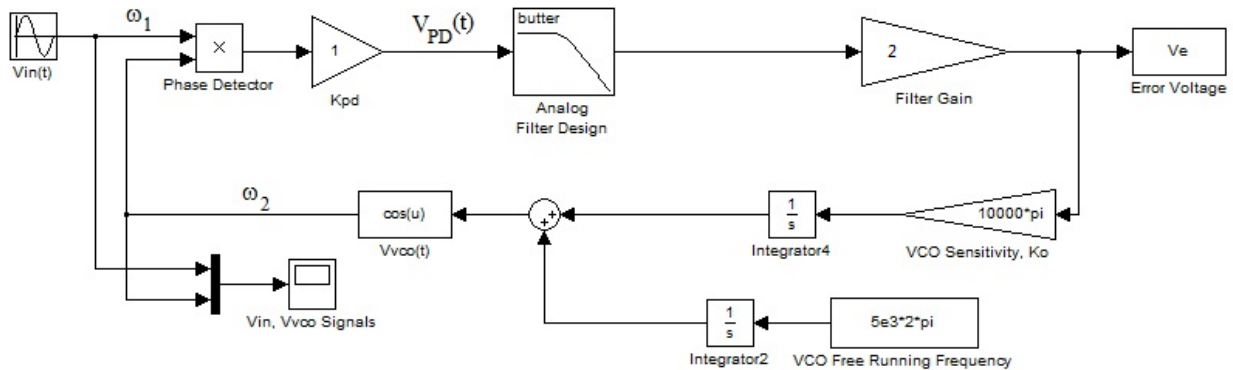 ω1
V_PD(t)
butter
Vin(t)
×
Phase Detector
1
Kpd
Analog
Filter Design
2
Filter Gain
Ve
Error Voltage
ω2
cos(u)
Vvco(t)
++
1/s
Integrator4
10000*pi
VCO Sensitivity, Ko
Vin, Vvco Signals
1/s
Integrator2
5e3*2*pi
VCO Free Running Frequency